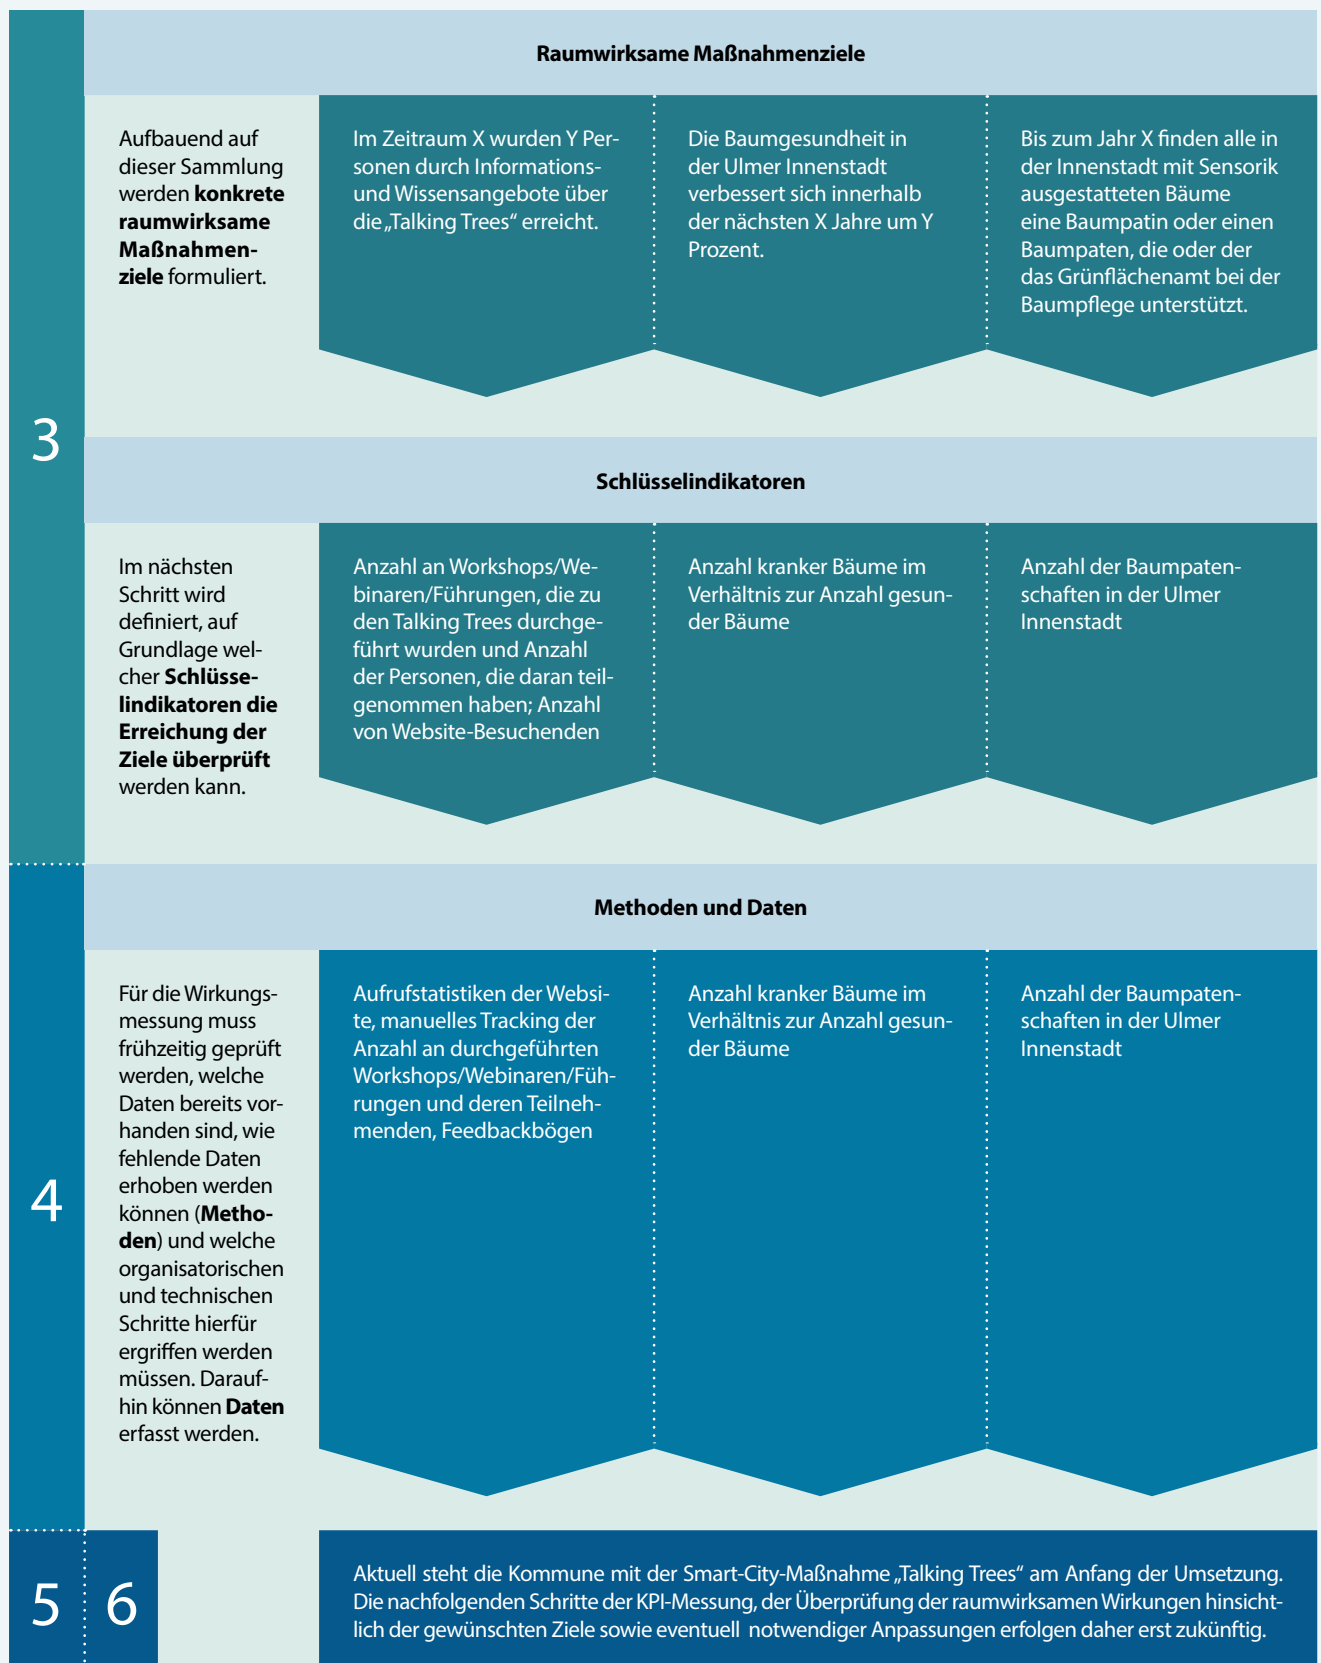 Raumwirksame Maßnahmenziele
3
Aufbauend auf
dieser Sammlung
werden konkrete
raumwirksame
Maßnahmen-
ziele formuliert.
Im Zeitraum X wurden Y Per-
sonen durch Informations-
und Wissensangebote über
die „Talking Trees“ erreicht.
Die Baumgesundheit in
der Ulmer Innenstadt
verbessert sich innerhalb
der nächsten X Jahre um Y
Prozent.
Bis zum Jahr X finden alle in
der Innenstadt mit Sensorik
ausgestatteten Bäume
eine Baumpatin oder einen
Baumpaten, die oder der
das Grünflächenamt bei der
Baumpflege unterstützt.
Schlüsselindikatoren
Im nächsten
Schritt wird
definiert, auf
Grundlage wel-
cher Schlüsse-
lindikatoren die
Erreichung der
Ziele überprüft
werden kann.
Anzahl an Workshops/We-
binaren/Führungen, die zu
den Talking Trees durchge-
führt wurden und Anzahl
der Personen, die daran teil-
genommen haben; Anzahl
von Website-Besuchenden
Anzahl kranker Bäume im
Verhältnis zur Anzahl gesun-
der Bäume
Anzahl der Baumpaten-
schaften in der Ulmer
Innenstadt
Methoden und Daten
4
Für die Wirkungs-
messung muss
frühzeitig geprüft
werden, welche
Daten bereits vor-
handen sind, wie
fehlende Daten
erhoben werden
können (Metho-
den) und welche
organisatorischen
und technischen
Schritte hierfür
ergriffen werden
müssen. Darauf-
hin können Daten
erfasst werden.
Aufrufstatistiken der Websi-
te, manuelles Tracking der
Anzahl an durchgeführten
Workshops/Webinaren/Füh-
rungen und deren Teilneh-
menden, Feedbackbögen
Anzahl kranker Bäume im
Verhältnis zur Anzahl gesun-
der Bäume
Anzahl der Baumpaten-
schaften in der Ulmer
Innenstadt
5 6
Aktuell steht die Kommune mit der Smart-City-Maßnahme „Talking Trees“ am Anfang der Umsetzung.
Die nachfolgenden Schritte der KPI-Messung, der Überprüfung der raumwirksamen Wirkungen hinsicht-
lich der gewünschten Ziele sowie eventuell notwendiger Anpassungen erfolgen daher erst zukünftig.